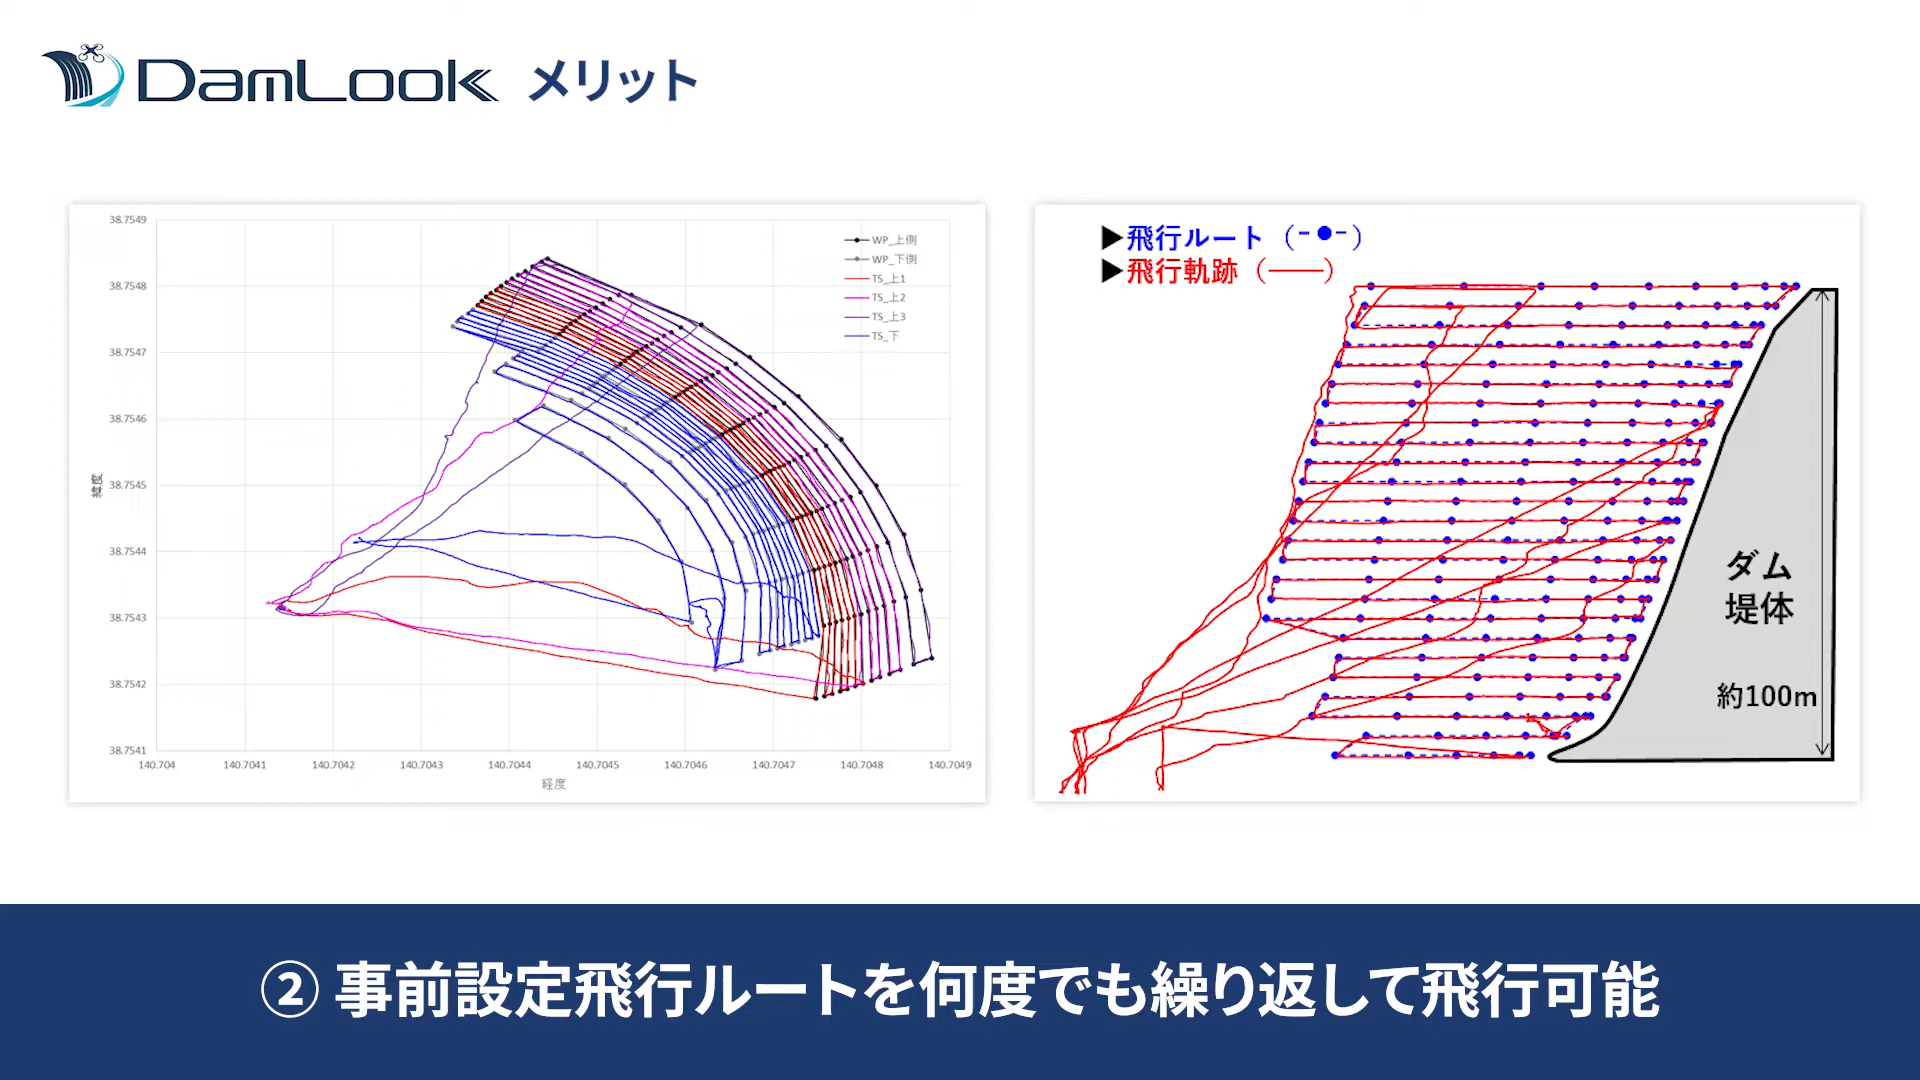 DamLook メリット
38.7549
38.7548
38.7547
38.7546
38.7545
38.7544
38.7543
38.7542
38.7541
緯度
140.704
140.7041
140.7042
140.7043
140.7044
140.7045
140.7046
140.7047
140.7048
140.7049
経度
WP_上側
WP_下側
TS_上1
TS_上2
TS_上3
TS_下
▶飛行ルート（-●-）
▶飛行軌跡（——）
ダム
堤体
約100m
② 事前設定飛行ルートを何度でも繰り返して飛行可能